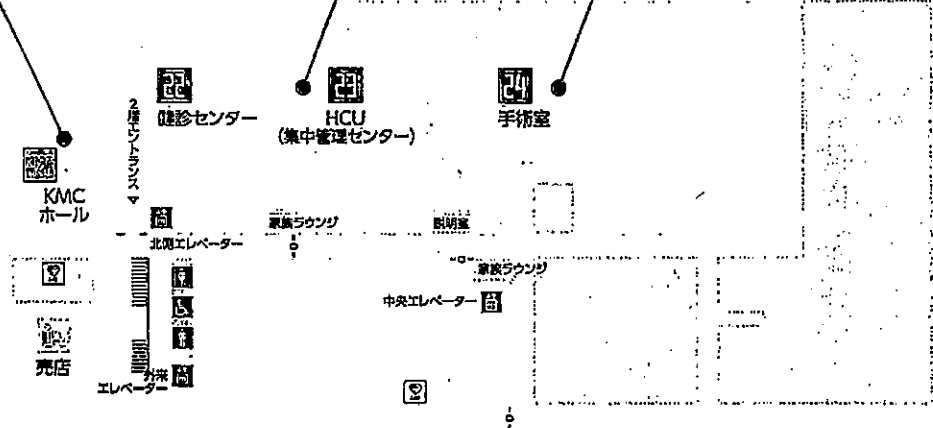 健診センター
HCU
(集中管理センター)
手術室
2階エントランス
KMC
ホール
北側エレベーター
家族ラウンジ
説明室
家族ラウンジ
中央エレベーター
売店
外来
エレベーター